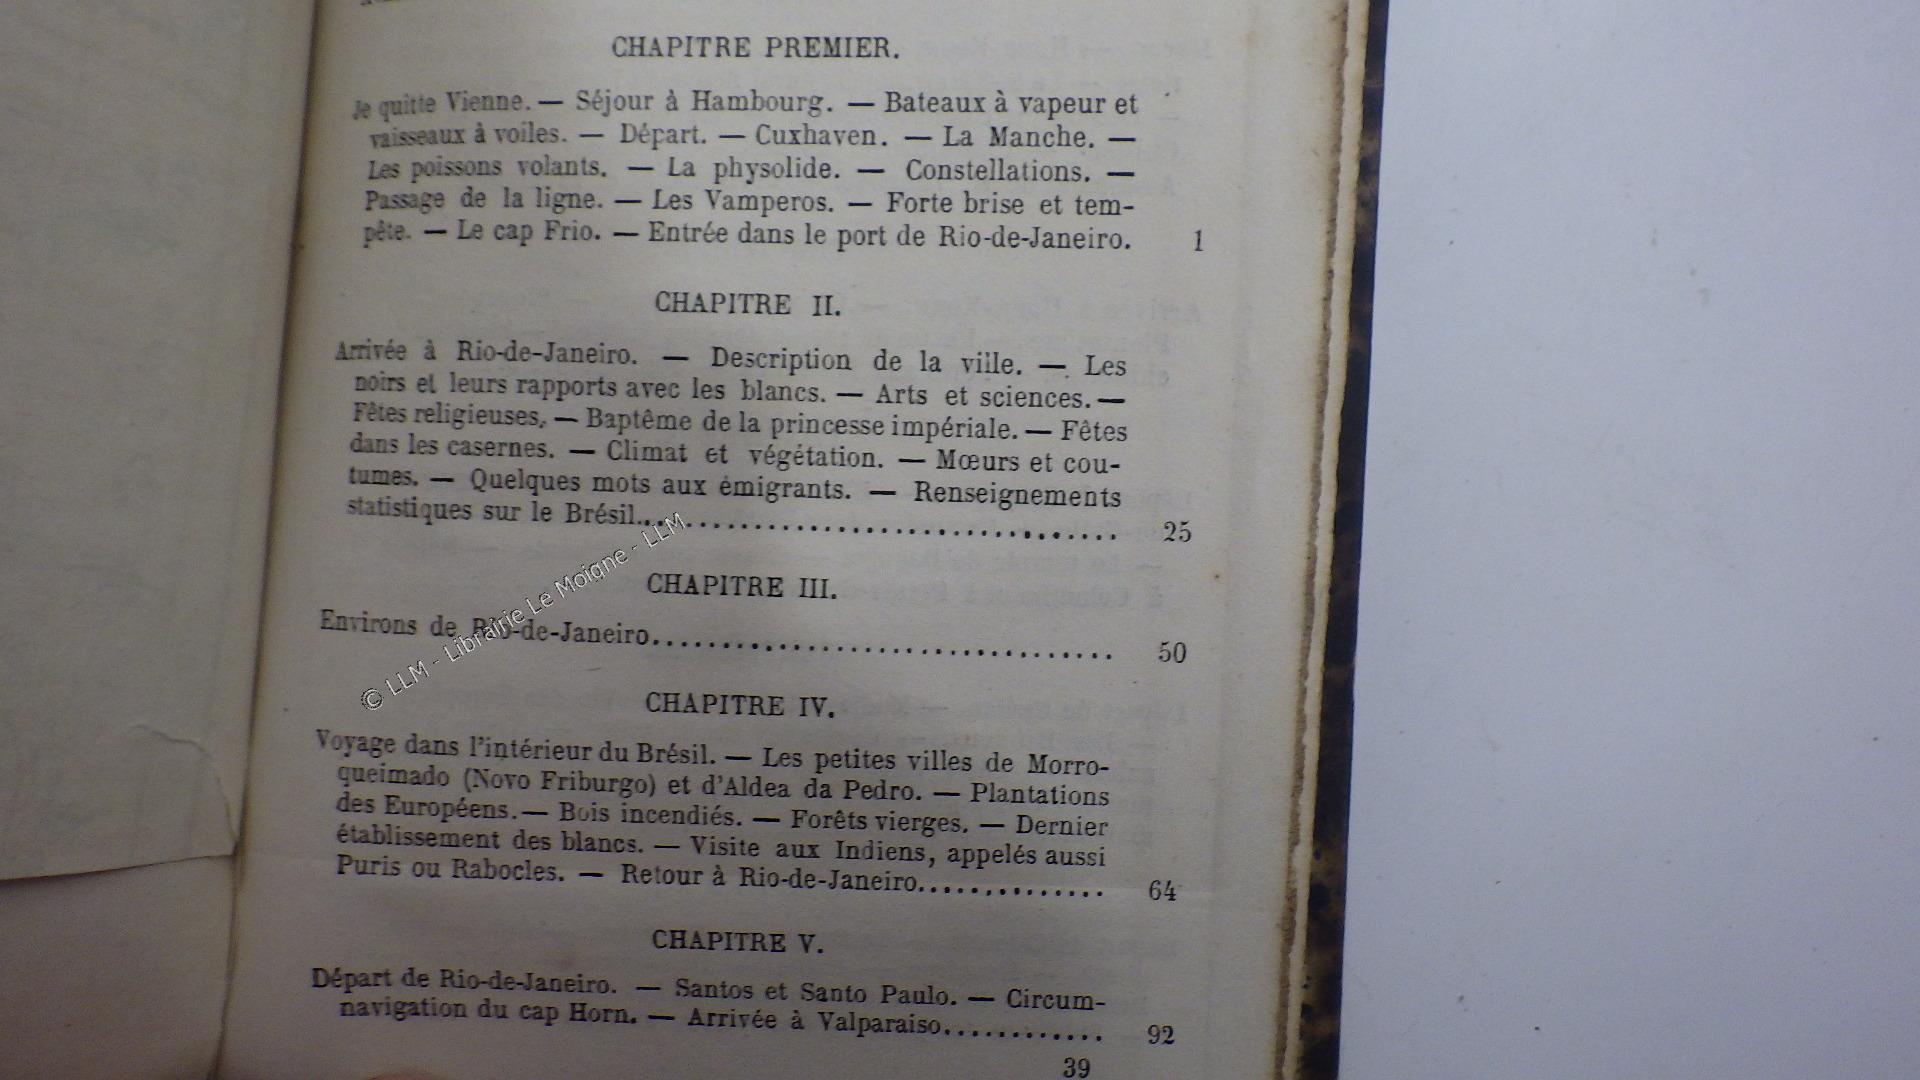 CHAPITRE PREMIER.
Je quitte Vienne. — Séjour à Hambourg. — Bateaux à vapeur et
vaisseaux à voiles. — Départ. — Cuxhaven. — La Manche. —
Les poissons volants. — La physolide. — Constellations. —
Passage de la ligne. — Les Vamperos. — Forte brise et tem-
pête. — Le cap Frio. — Entrée dans le port de Rio-de-Janeiro. 1
CHAPITRE II.
Arrivée à Rio-de-Janeiro. — Description de la ville. — Les
noirs et leurs rapports avec les blancs. — Arts et sciences. —
Fêtes religieuses. — Baptême de la princesse impériale. — Fêtes
dans les casernes. — Climat et végétation. — Mœurs et cou-
tumes. — Quelques mots aux émigrants. — Renseignements
statistiques sur le Brésil................................ 25
CHAPITRE III.
Environs de Rio-de-Janeiro................................ 50
CHAPITRE IV.
Voyage dans l'intérieur du Brésil. — Les petites villes de Morro-
queimado (Novo Friburgo) et d'Aldea da Pedro. — Plantations
des Européens. — Bois incendiés. — Forêts vierges. — Dernier
établissement des blancs. — Visite aux Indiens, appelés aussi
Puris ou Rabocles. — Retour à Rio-de-Janeiro.............. 64
CHAPITRE V.
Départ de Rio-de-Janeiro. — Santos et Santo Paulo. — Circum-
navigation du cap Horn. — Arrivée à Valparaiso............ 92
39
© LLM - Librairie Le Moigne - LLM